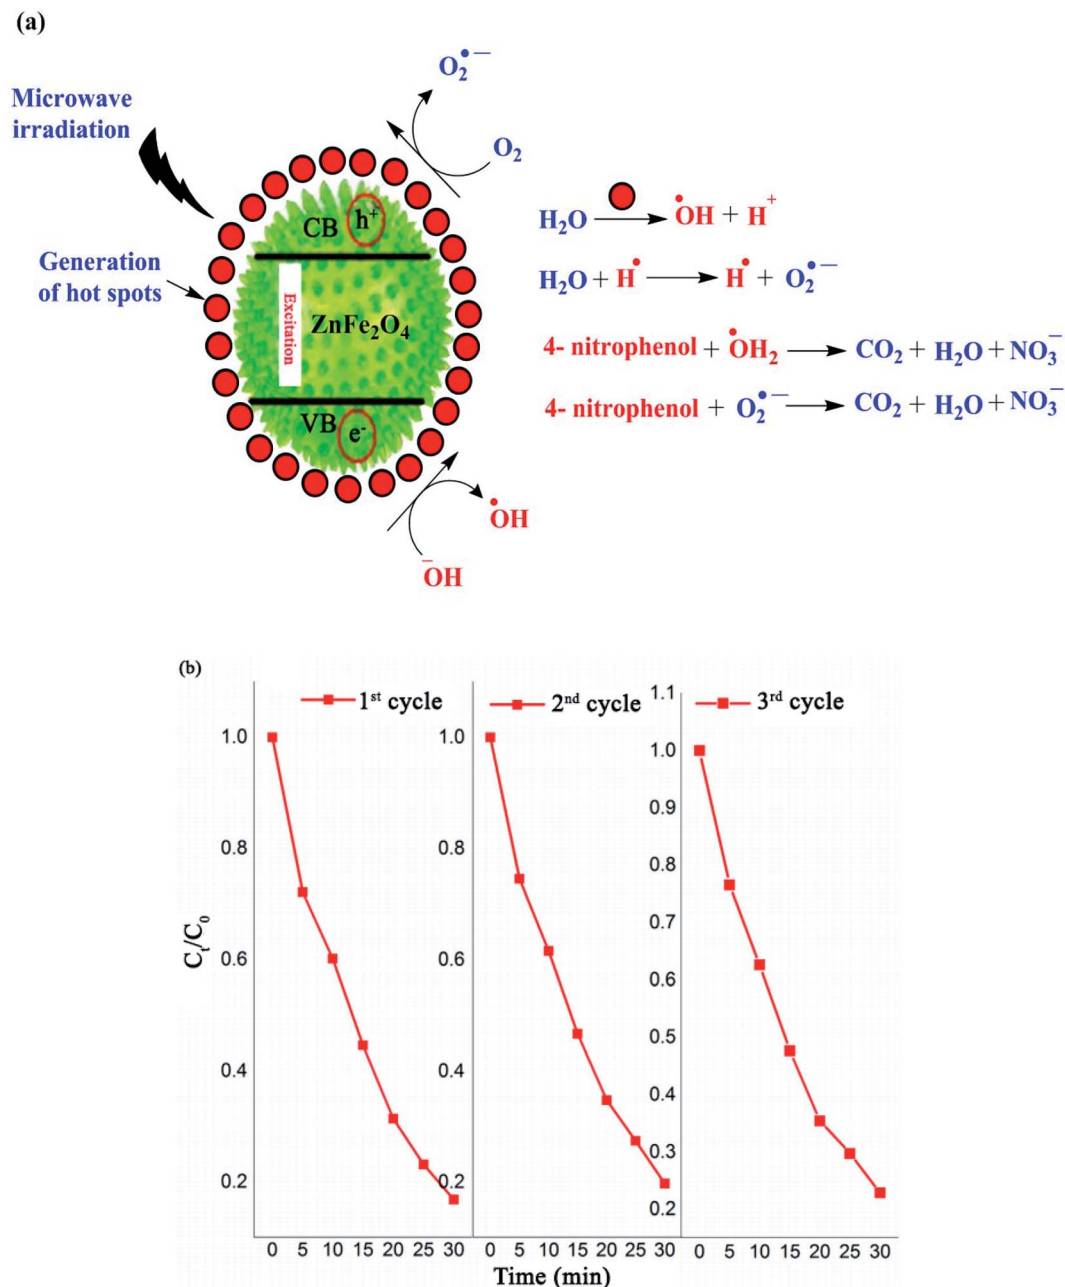 (a)
O₂•−
Microwave
irradiation
O₂
CB h⁺
H₂O ⟶ •OH + H⁺
Generation
of hot spots
H₂O + H• ⟶ H• + O₂•−
Excitation
ZnFe₂O₄
4- nitrophenol + •OH₂ ⟶ CO₂ + H₂O + NO₃⁻
4- nitrophenol + O₂•− ⟶ CO₂ + H₂O + NO₃⁻
VB e⁻
•OH
⁻OH
(b)
1st cycle
2nd cycle
3rd cycle
Cₜ/C₀
1.0
0.8
0.6
0.4
0.2
0 5 10 15 20 25 30
1.0
0.8
0.6
0.4
0.2
0 5 10 15 20 25 30
1.1
1.0
0.9
0.8
0.7
0.6
0.5
0.4
0.3
0.2
0 5 10 15 20 25 30
Time (min)